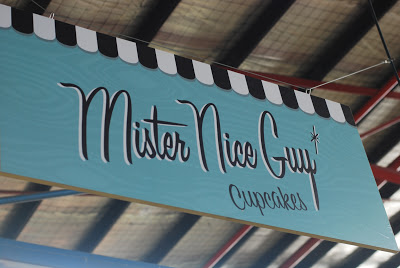 Mister Nice Guy
Cupcakes